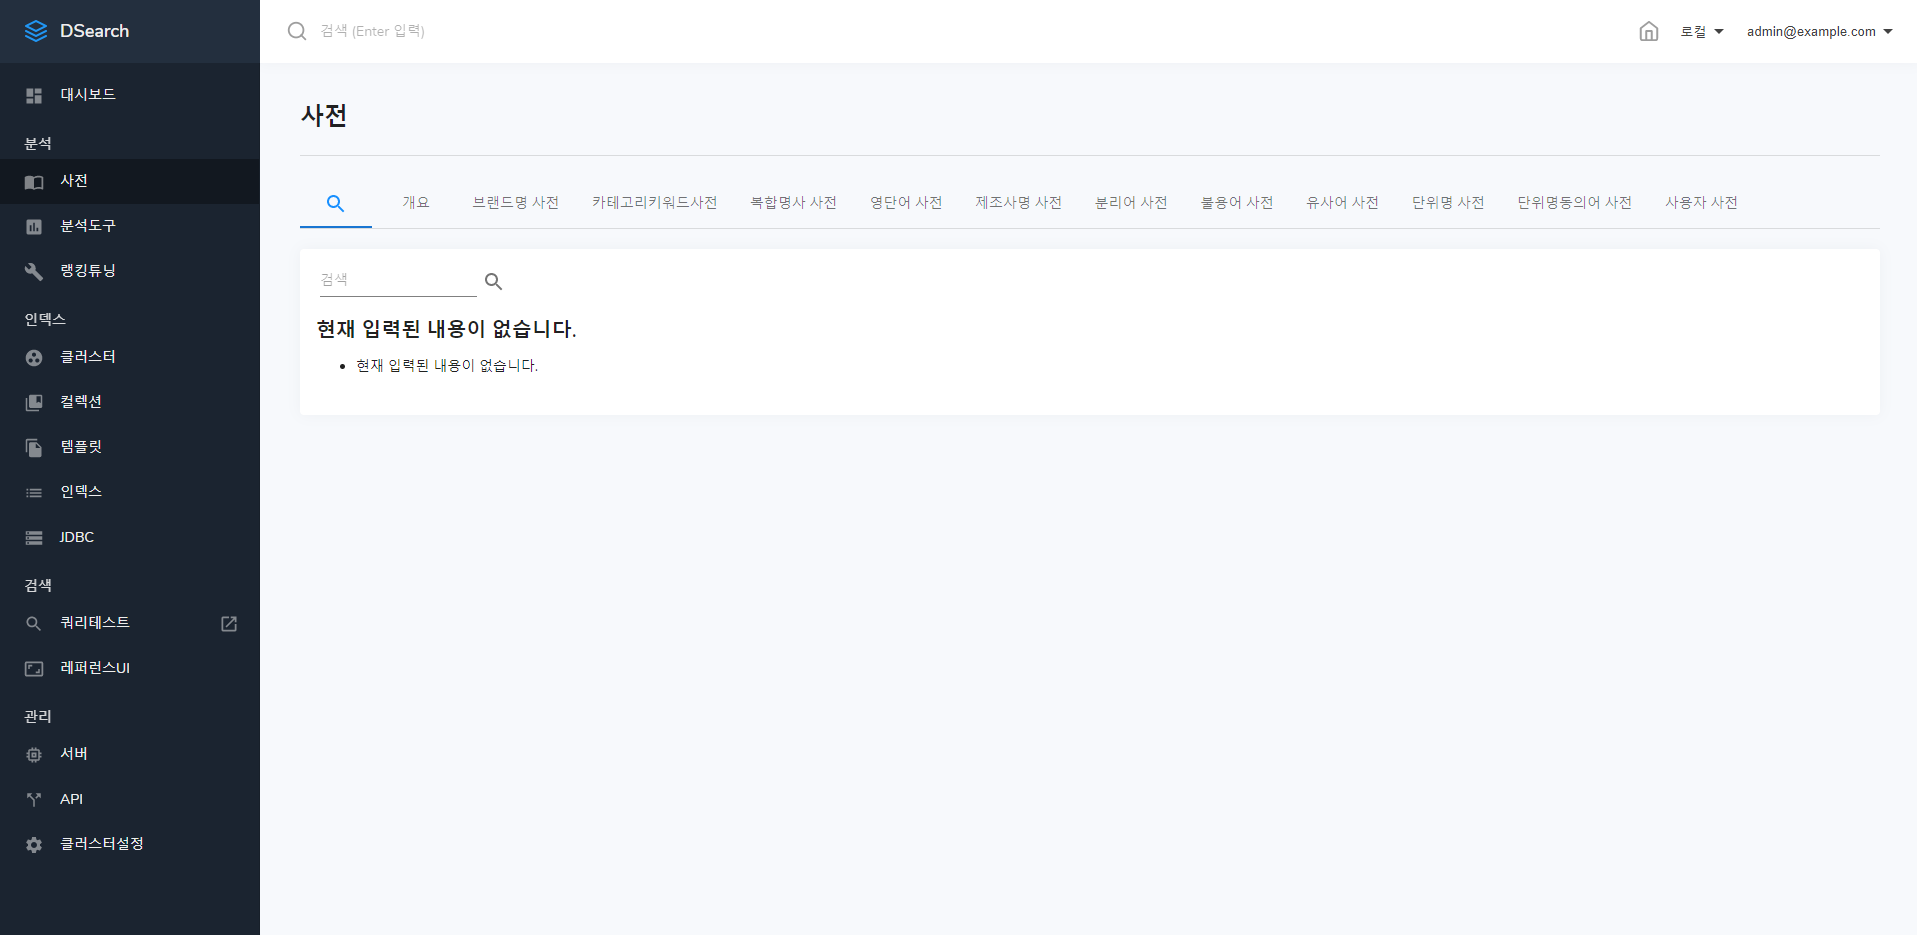 DSearch
검색 (Enter 입력)
로컬
admin@example.com
대시보드
분석
사전
분석도구
랭킹튜닝
인덱스
클러스터
컬렉션
템플릿
인덱스
JDBC
검색
쿼리테스트
레퍼런스UI
관리
서버
API
클러스터설정
사전
개요 브랜드명 사전 카테고리키워드사전 복합명사 사전 영단어 사전 제조사명 사전 분리어 사전 불용어 사전 유사어 사전 단위명 사전 단위명동의어 사전 사용자 사전
검색
현재 입력된 내용이 없습니다.
현재 입력된 내용이 없습니다.